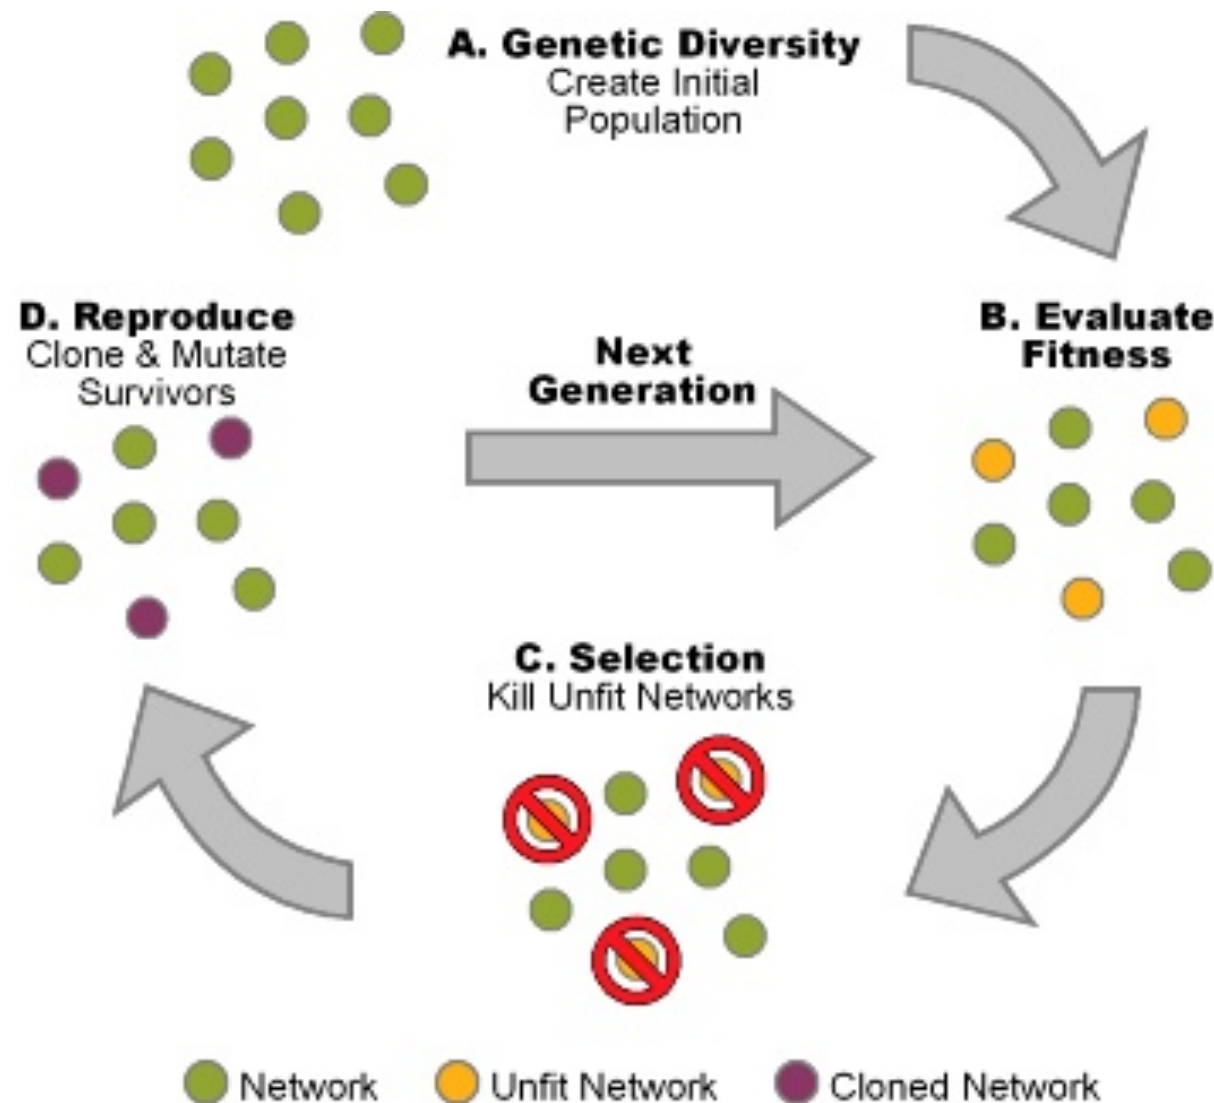 A. Genetic Diversity
Create Initial
Population
D. Reproduce
Clone & Mutate
Survivors
Next
Generation
B. Evaluate
Fitness
C. Selection
Kill Unfit Networks
Network
Unfit Network
Cloned Network